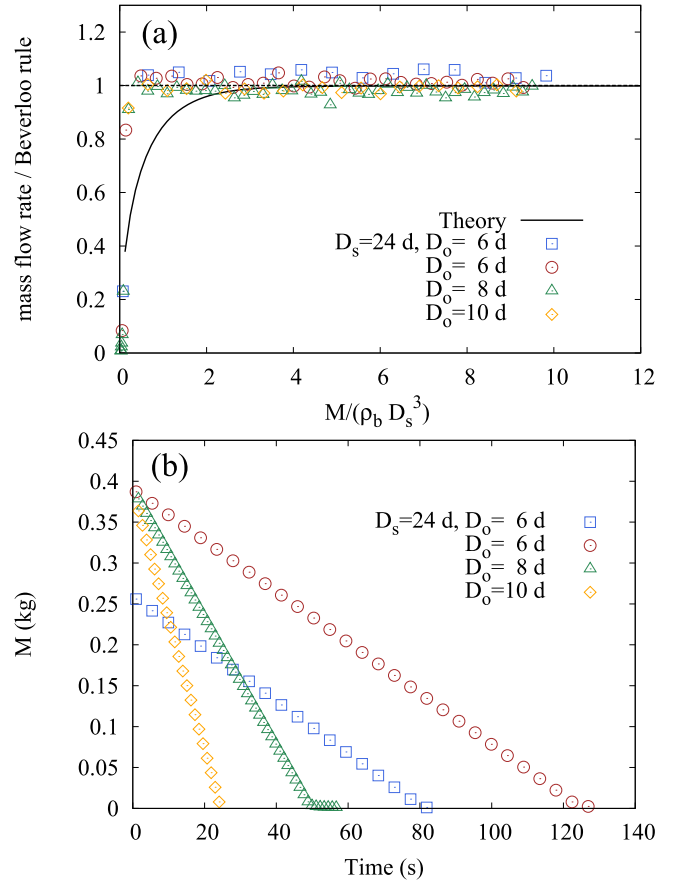 (a)
mass flow rate / Beverloo rule
1.2
1
0.8
0.6
0.4
0.2
0
Theory
D_s=24 d, D_o= 6 d
D_o= 6 d
D_o= 8 d
D_o=10 d
0 2 4 6 8 10 12
M/(ρ_b D_s^3)
(b)
M (kg)
0.45
0.4
0.35
0.3
0.25
0.2
0.15
0.1
0.05
0
D_s=24 d, D_o= 6 d
D_o= 6 d
D_o= 8 d
D_o=10 d
0 20 40 60 80 100 120 140
Time (s)